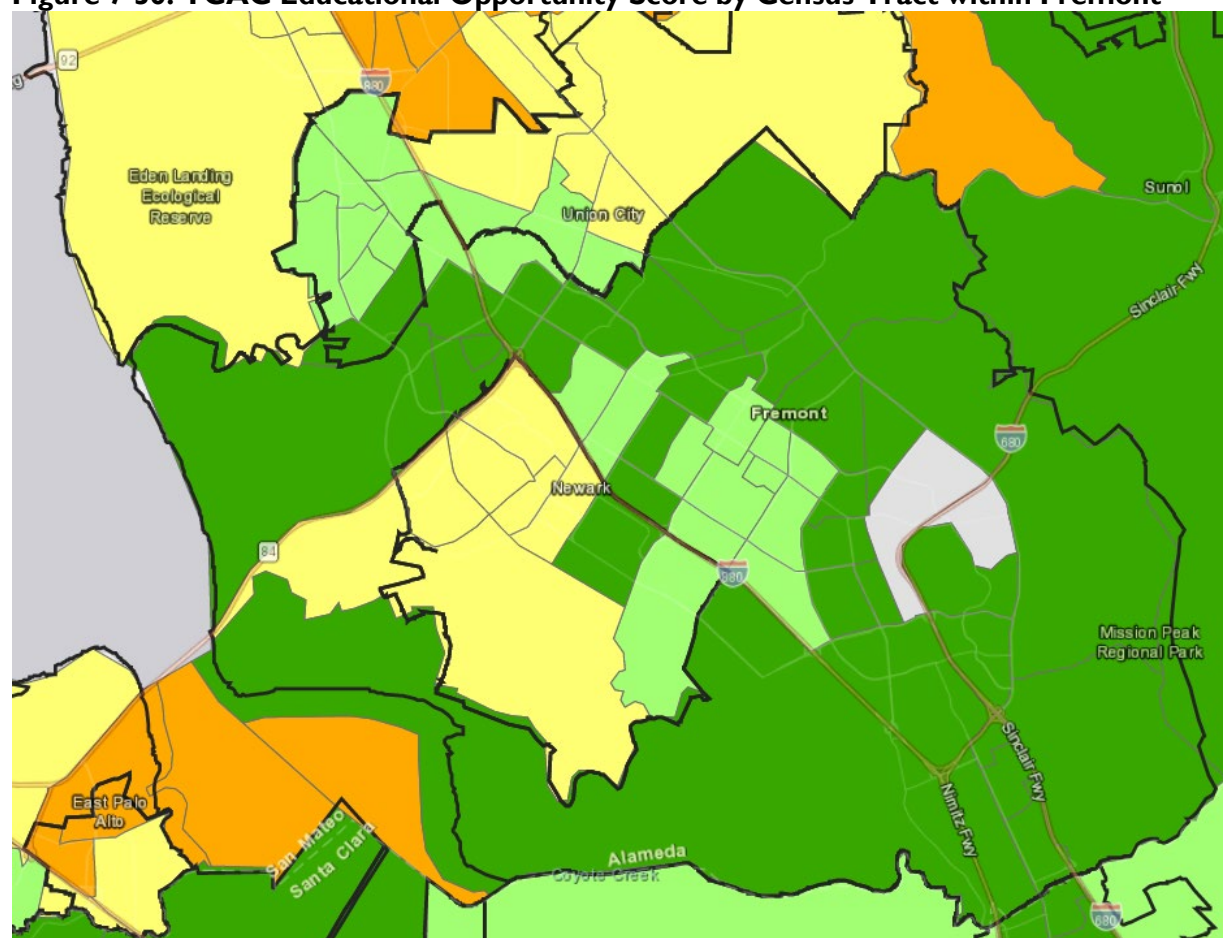 Figure 7-30: TCAC Educational Opportunity Score by Census Tract within Fremont
92
g
880
Eden Landing
Ecological
Reserve
Sunol
Union City
Sinclair Fwy
Fremont
680
Newark
84
880
Mission Peak
Regional Park
East Palo
Alto
San Mateo
Santa Clara
Sinclair Fwy
Nimitz Fwy
Alameda
Coyote Creek
680